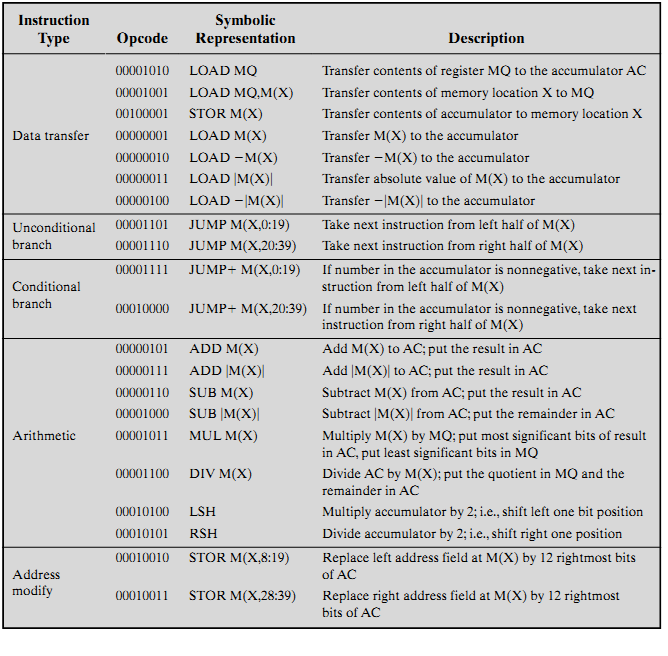 Instruction Type Opcode Symbolic Representation Description
Data transfer
00001010 LOAD MQ Transfer contents of register MQ to the accumulator AC
00001001 LOAD MQ,M(X) Transfer contents of memory location X to MQ
00100001 STOR M(X) Transfer contents of accumulator to memory location X
00000001 LOAD M(X) Transfer M(X) to the accumulator
00000010 LOAD −M(X) Transfer −M(X) to the accumulator
00000011 LOAD |M(X)| Transfer absolute value of M(X) to the accumulator
00000100 LOAD −|M(X)| Transfer −|M(X)| to the accumulator
Unconditional
branch
00001101 JUMP M(X,0:19) Take next instruction from left half of M(X)
00001110 JUMP M(X,20:39) Take next instruction from right half of M(X)
Conditional
branch
00001111 JUMP+ M(X,0:19) If number in the accumulator is nonnegative, take next in-
struction from left half of M(X)
00010000 JUMP+ M(X,20:39) If number in the accumulator is nonnegative, take next
instruction from right half of M(X)
Arithmetic
00000101 ADD M(X) Add M(X) to AC; put the result in AC
00000111 ADD |M(X)| Add |M(X)| to AC; put the result in AC
00000110 SUB M(X) Subtract M(X) from AC; put the result in AC
00001000 SUB |M(X)| Subtract |M(X)| from AC; put the remainder in AC
00001011 MUL M(X) Multiply M(X) by MQ; put most significant bits of result
in AC, put least significant bits in MQ
00001100 DIV M(X) Divide AC by M(X); put the quotient in MQ and the
remainder in AC
00010100 LSH Multiply accumulator by 2; i.e., shift left one bit position
00010101 RSH Divide accumulator by 2; i.e., shift right one position
Address
modify
00010010 STOR M(X,8:19) Replace left address field at M(X) by 12 rightmost bits
of AC
00010011 STOR M(X,28:39) Replace right address field at M(X) by 12 rightmost
bits of AC